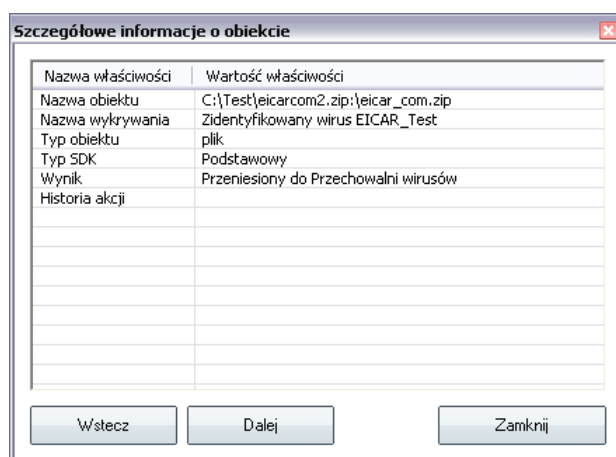 Szczegółowe informacje o obiekcie
Nazwa właściwości Wartość właściwości
Nazwa obiektu C:\Test\eicarcom2.zip:\eicar_com.zip
Nazwa wykrywania Zidentyfikowany wirus EICAR_Test
Typ obiektu plik
Typ SDK Podstawowy
Wynik Przeniesiony do Przechowalni wirusów
Historia akcji
Wstecz Dalej Zamknij